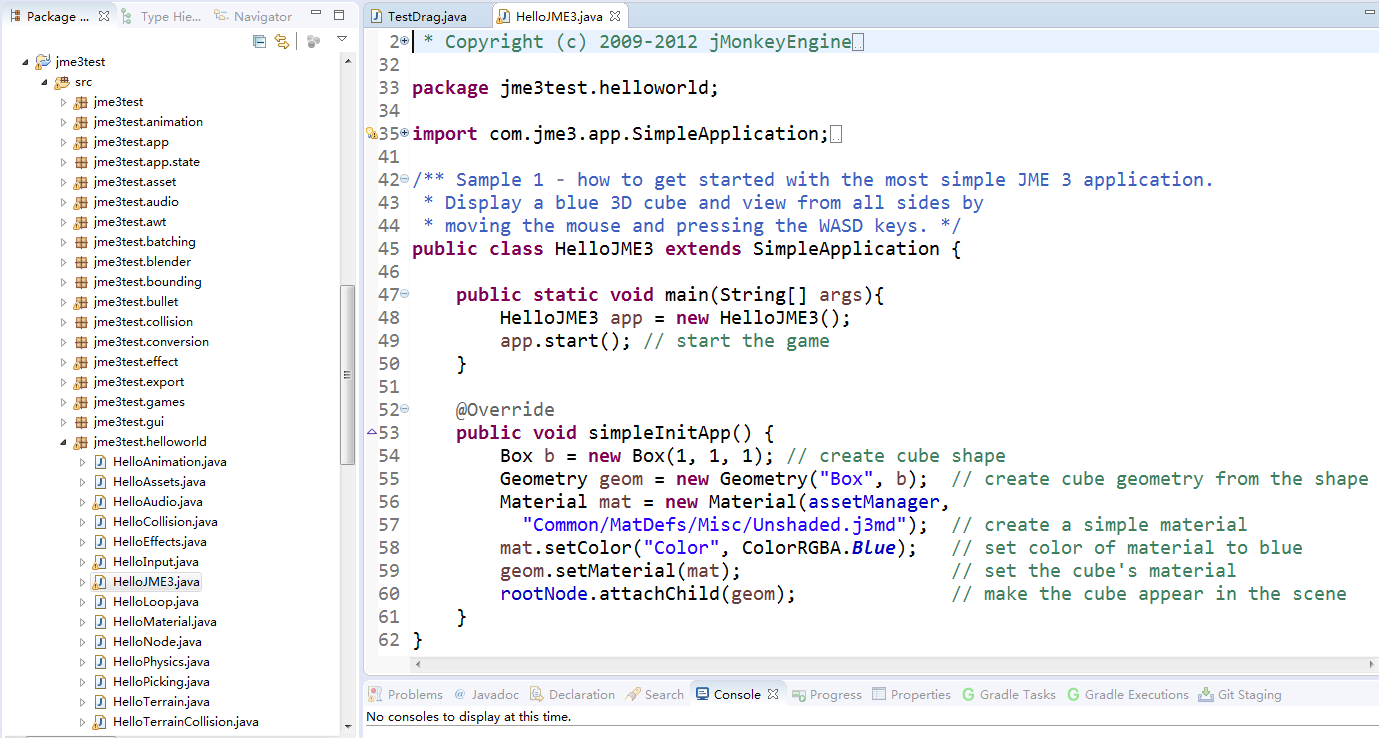 Package ... Type Hie... Navigator
jme3test
src
jme3test
jme3test.animation
jme3test.app
jme3test.app.state
jme3test.asset
jme3test.audio
jme3test.awt
jme3test.batching
jme3test.blender
jme3test.bounding
jme3test.bullet
jme3test.collision
jme3test.conversion
jme3test.effect
jme3test.export
jme3test.games
jme3test.gui
jme3test.helloworld
HelloAnimation.java
HelloAssets.java
HelloAudio.java
HelloCollision.java
HelloEffects.java
HelloInput.java
HelloJME3.java
HelloLoop.java
HelloMaterial.java
HelloNode.java
HelloPhysics.java
HelloPicking.java
HelloTerrain.java
HelloTerrainCollision.java
TestDrag.java HelloJME3.java
2 * Copyright (c) 2009-2012 jMonkeyEngine
32
33 package jme3test.helloworld;
34
35 import com.jme3.app.SimpleApplication;
41
42 /** Sample 1 - how to get started with the most simple JME 3 application.
43  * Display a blue 3D cube and view from all sides by
44  * moving the mouse and pressing the WASD keys. */
45 public class HelloJME3 extends SimpleApplication {
46
47     public static void main(String[] args){
48         HelloJME3 app = new HelloJME3();
49         app.start(); // start the game
50     }
51
52     @Override
53     public void simpleInitApp() {
54         Box b = new Box(1, 1, 1); // create cube shape
55         Geometry geom = new Geometry("Box", b);  // create cube geometry from the shape
56         Material mat = new Material(assetManager,
57           "Common/MatDefs/Misc/Unshaded.j3md");  // create a simple material
58         mat.setColor("Color", ColorRGBA.Blue);   // set color of material to blue
59         geom.setMaterial(mat);                   // set the cube's material
60         rootNode.attachChild(geom);              // make the cube appear in the scene
61     }
62 }
Problems @ Javadoc Declaration Search Console Progress Properties Gradle Tasks Gradle Executions Git Staging
No consoles to display at this time.